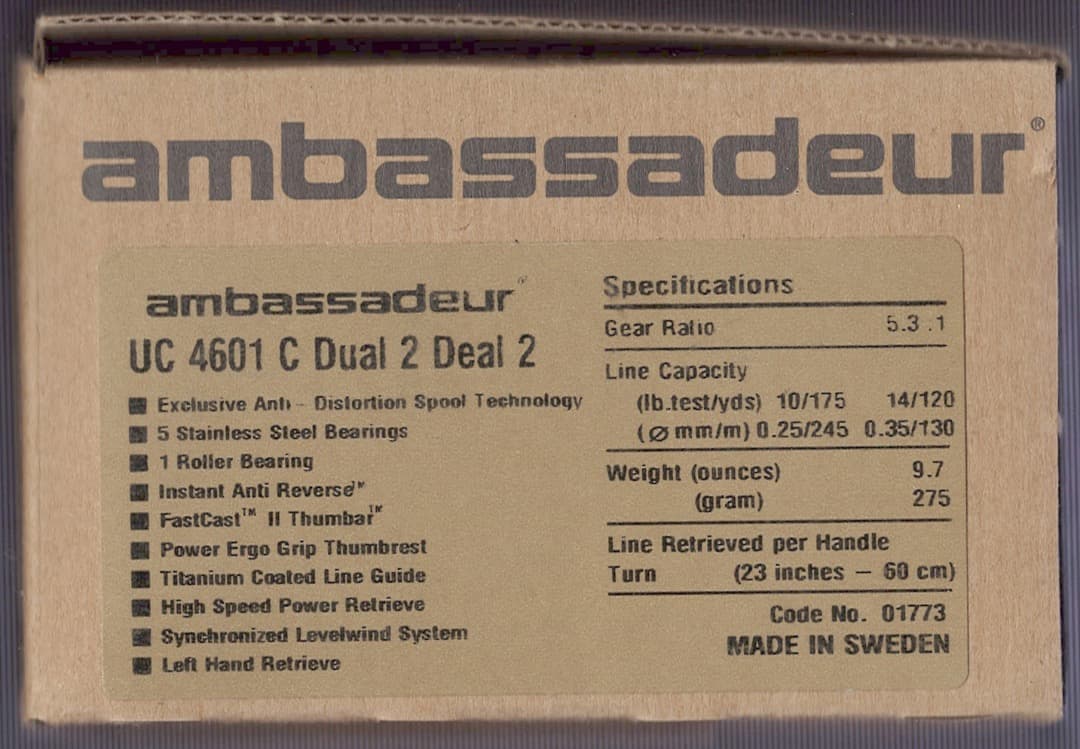 ambassadeur®
ambassadeur®
UC 4601 C Dual 2 Deal 2
Exclusive Anti - Distortion Spool Technology
5 Stainless Steel Bearings
1 Roller Bearing
Instant Anti Reverse™
FastCast™ II Thumbar™
Power Ergo Grip Thumbrest
Titanium Coated Line Guide
High Speed Power Retrieve
Synchronized Levelwind System
Left Hand Retrieve
Specifications
Gear Ratio 5.3 .1
Line Capacity
(lb.test/yds) 10/175 14/120
(Ø mm/m) 0.25/245 0.35/130
Weight (ounces) 9.7
(gram) 275
Line Retrieved per Handle
Turn (23 inches – 60 cm)
Code No. 01773
MADE IN SWEDEN